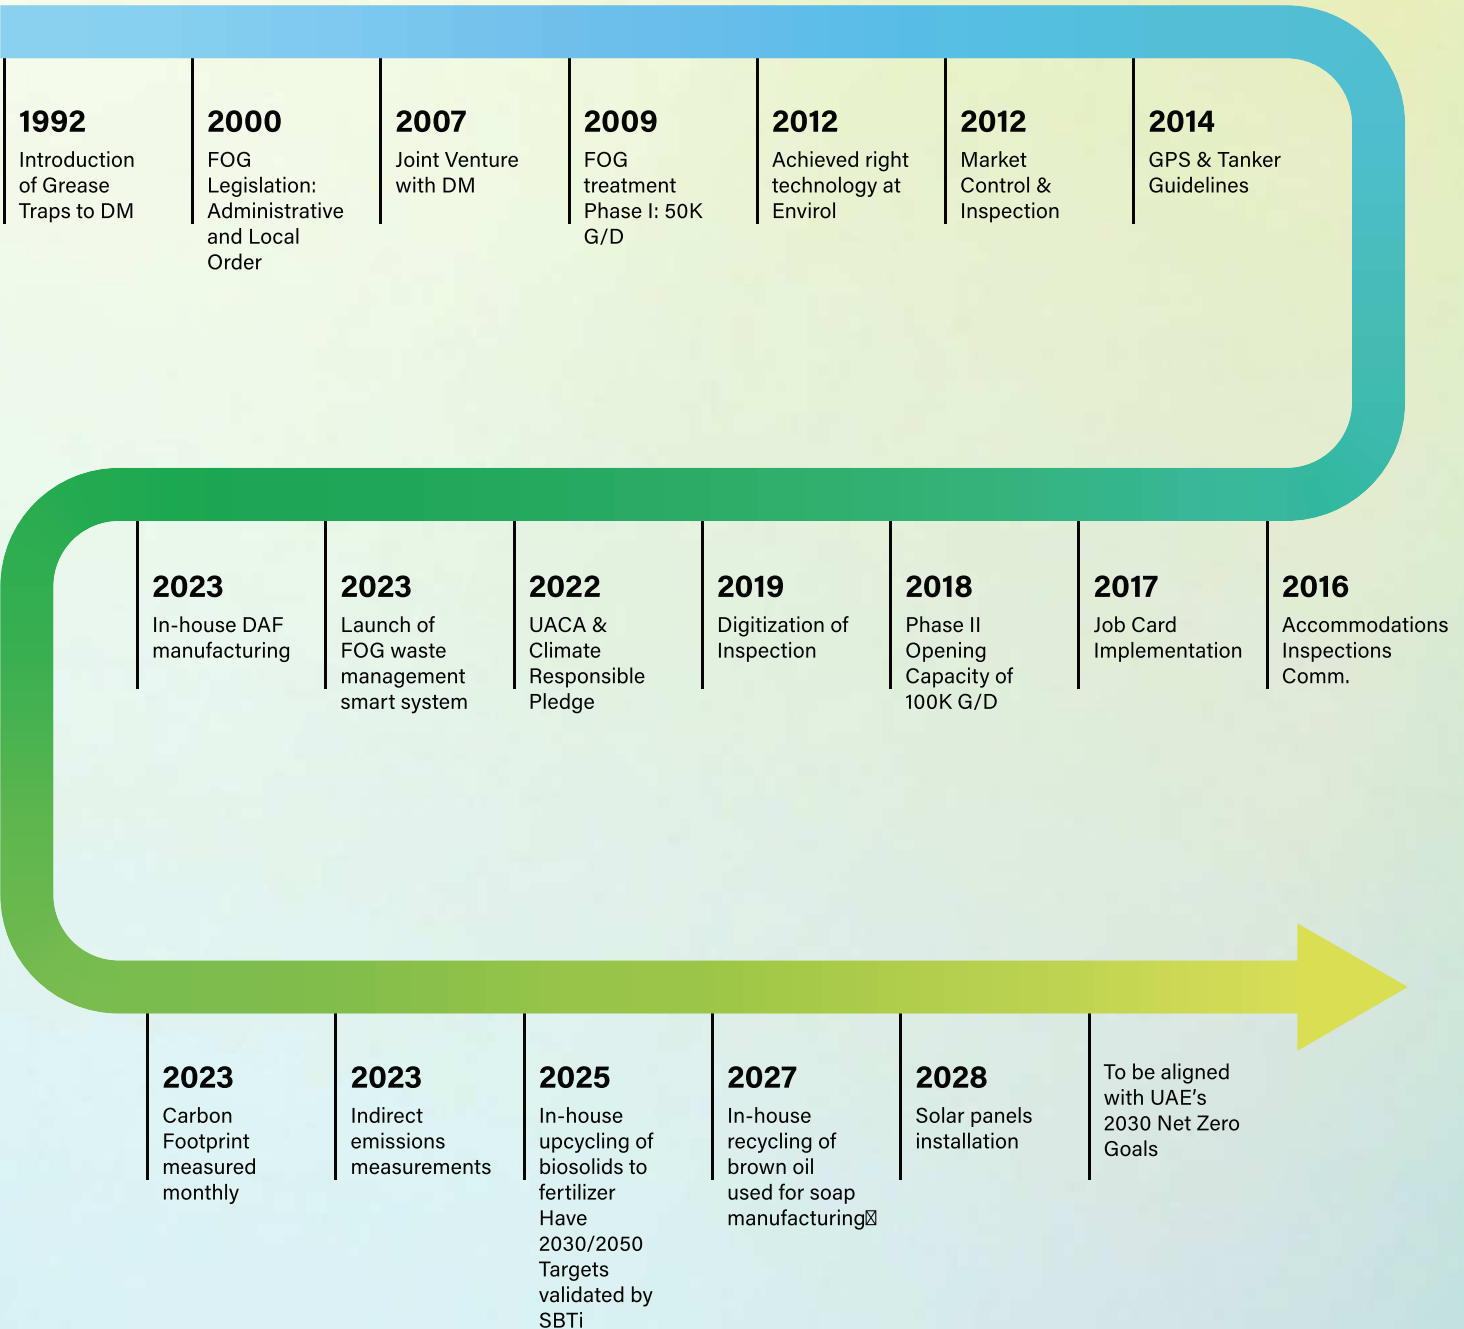 1992
Introduction
of Grease
Traps to DM
2000
FOG
Legislation:
Administrative
and Local
Order
2007
Joint Venture
with DM
2009
FOG
treatment
Phase I: 50K
G/D
2012
Achieved right
technology at
Envirol
2012
Market
Control &
Inspection
2014
GPS & Tanker
Guidelines
2023
In-house DAF
manufacturing
2023
Launch of
FOG waste
management
smart system
2022
UACA &
Climate
Responsible
Pledge
2019
Digitization of
Inspection
2018
Phase II
Opening
Capacity of
100K G/D
2017
Job Card
Implementation
2016
Accommodations
Inspections
Comm.
2023
Carbon
Footprint
measured
monthly
2023
Indirect
emissions
measurements
2025
In-house
upcycling of
biosolids to
fertilizer
Have
2030/2050
Targets
validated by
SBTi
2027
In-house
recycling of
brown oil
used for soap
manufacturing
2028
Solar panels
installation
To be aligned
with UAE's
2030 Net Zero
Goals